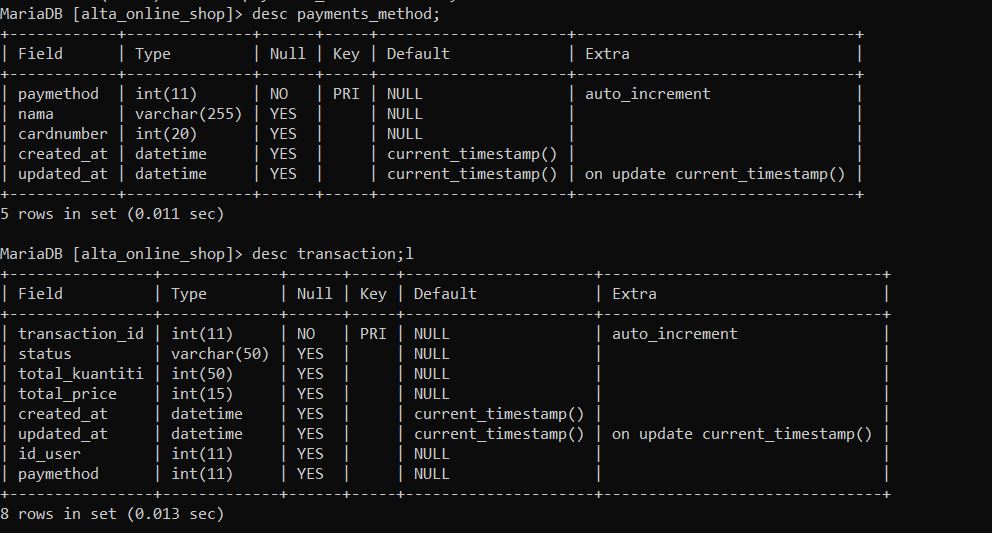 MariaDB [alta_online_shop]> desc payments_method;
+------------+--------------+------+-----+---------------------+-------------------------------+
| Field      | Type         | Null | Key | Default             | Extra                         |
+------------+--------------+------+-----+---------------------+-------------------------------+
| paymethod  | int(11)      | NO   | PRI | NULL                | auto_increment                |
| nama       | varchar(255) | YES  |     | NULL                |                               |
| cardnumber | int(20)      | YES  |     | NULL                |                               |
| created_at | datetime     | YES  |     | current_timestamp() |                               |
| updated_at | datetime     | YES  |     | current_timestamp() | on update current_timestamp() |
+------------+--------------+------+-----+---------------------+-------------------------------+
5 rows in set (0.011 sec)
MariaDB [alta_online_shop]> desc transaction;l
+----------------+-------------+------+-----+---------------------+-------------------------------+
| Field          | Type        | Null | Key | Default             | Extra                         |
+----------------+-------------+------+-----+---------------------+-------------------------------+
| transaction_id | int(11)     | NO   | PRI | NULL                | auto_increment                |
| status         | varchar(50) | YES  |     | NULL                |                               |
| total_kuantiti | int(50)     | YES  |     | NULL                |                               |
| total_price    | int(15)     | YES  |     | NULL                |                               |
| created_at     | datetime    | YES  |     | current_timestamp() |                               |
| updated_at     | datetime    | YES  |     | current_timestamp() | on update current_timestamp() |
| id_user        | int(11)     | YES  |     | NULL                |                               |
| paymethod      | int(11)     | YES  |     | NULL                |                               |
+----------------+-------------+------+-----+---------------------+-------------------------------+
8 rows in set (0.013 sec)